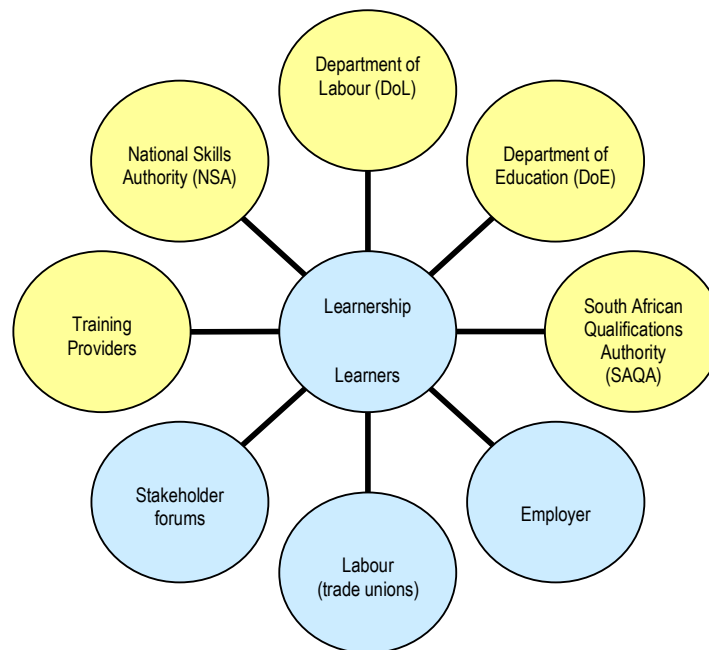 Department of
Labour (DoL)
National Skills
Authority (NSA)
Department of
Education (DoE)
Learnership
Learners
Training
Providers
South African
Qualifications
Authority
(SAQA)
Stakeholder
forums
Employer
Labour
(trade unions)